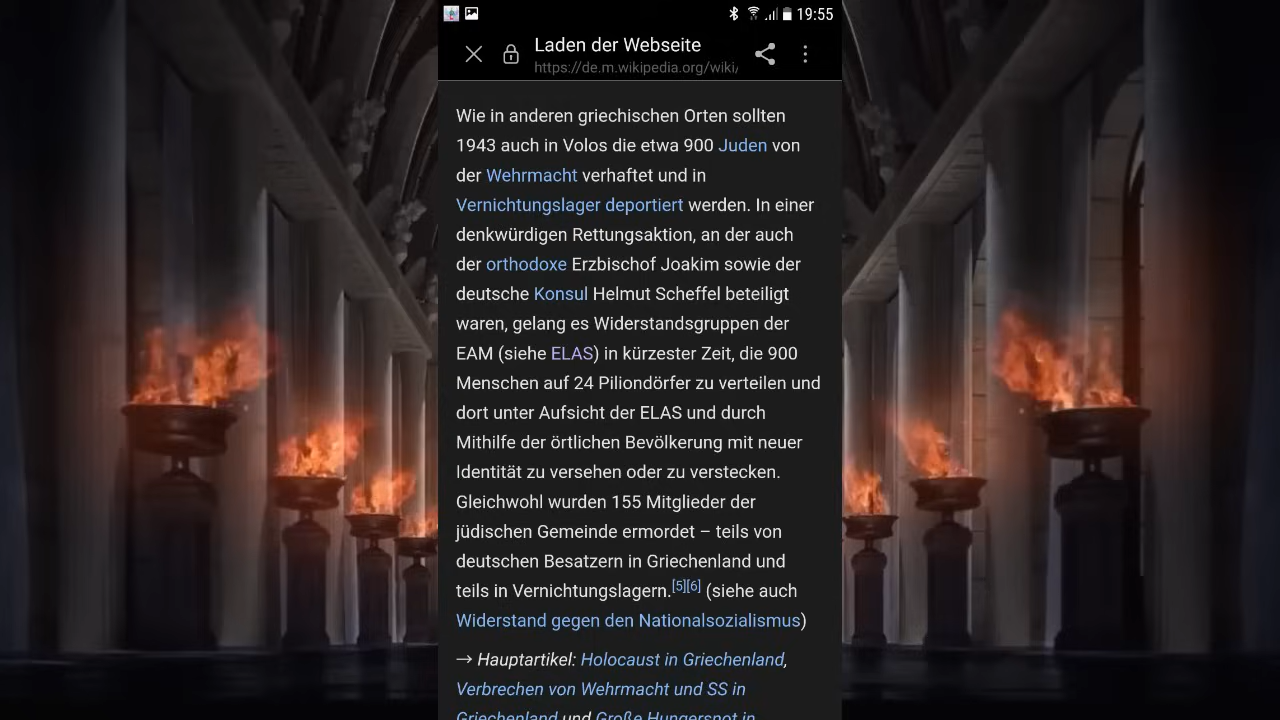 19:55
Laden der Webseite
https://de.m.wikipedia.org/wiki/
Wie in anderen griechischen Orten sollten
1943 auch in Volos die etwa 900 Juden von
der Wehrmacht verhaftet und in
Vernichtungslager deportiert werden. In einer
denkwürdigen Rettungsaktion, an der auch
der orthodoxe Erzbischof Joakim sowie der
deutsche Konsul Helmut Scheffel beteiligt
waren, gelang es Widerstandsgruppen der
EAM (siehe ELAS) in kürzester Zeit, die 900
Menschen auf 24 Piliondörfer zu verteilen und
dort unter Aufsicht der ELAS und durch
Mithilfe der örtlichen Bevölkerung mit neuer
Identität zu versehen oder zu verstecken.
Gleichwohl wurden 155 Mitglieder der
jüdischen Gemeinde ermordet – teils von
deutschen Besatzern in Griechenland und
teils in Vernichtungslagern.[5][6] (siehe auch
Widerstand gegen den Nationalsozialismus)
→ Hauptartikel: Holocaust in Griechenland,
Verbrechen von Wehrmacht und SS in
Griechenland und Große Hungersnot in